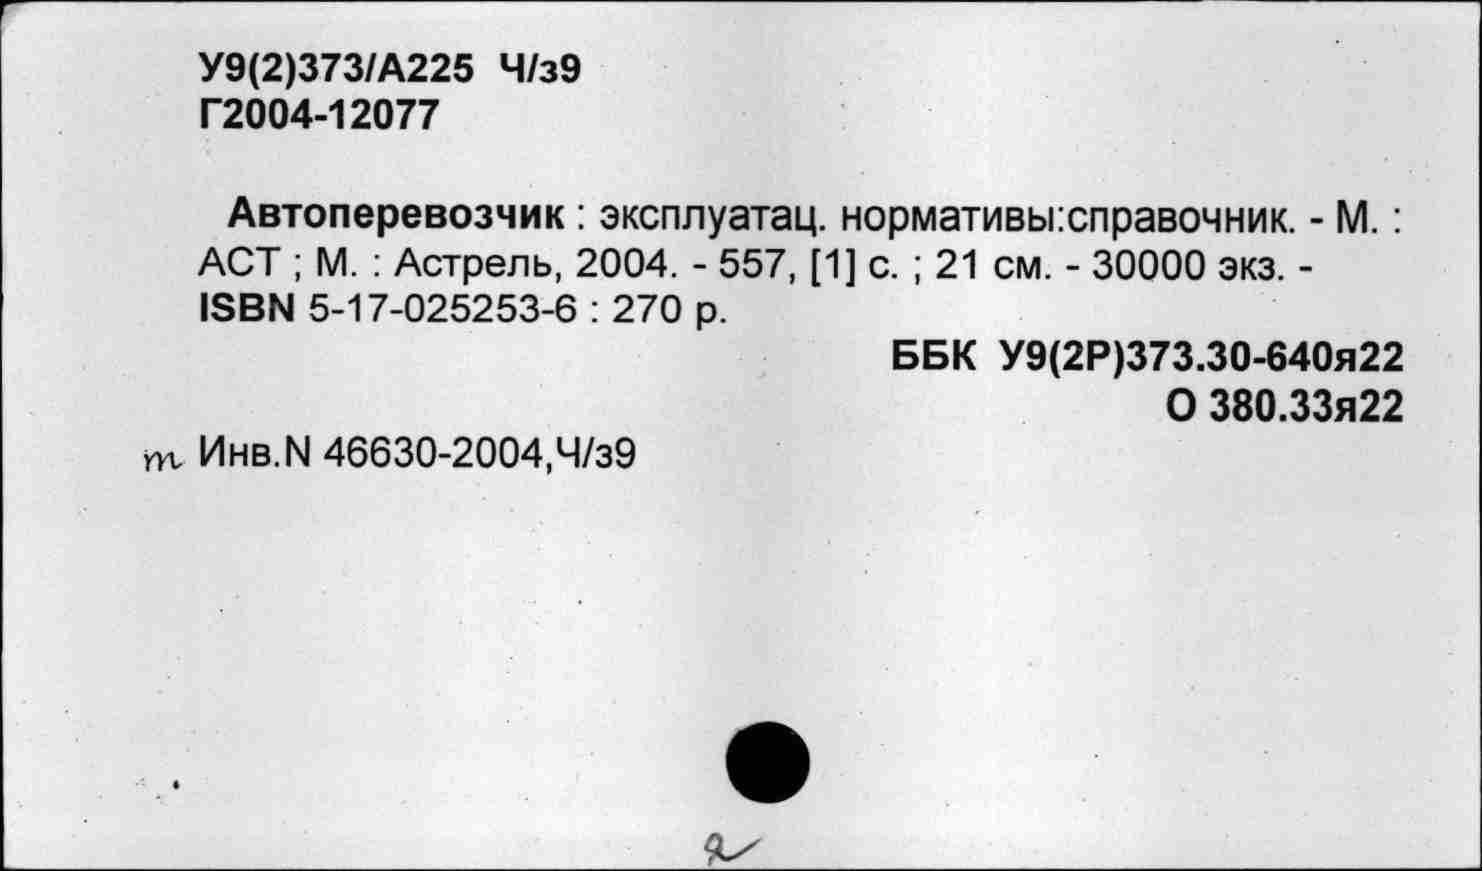 У9(2)373/А225 Ч/з9
Г2004-12077
Автоперевозчик : эксплуатац. нормативы:справочник. - М. :
АСТ ; М. : Астрель, 2004. - 557, [1] с. ; 21 см. - 30000 экз. -
ISBN 5-17-025253-6 : 270 р.
ББК У9(2Р)373.30-640я22
О 380.33я22
Инв.N 46630-2004,Ч/з9